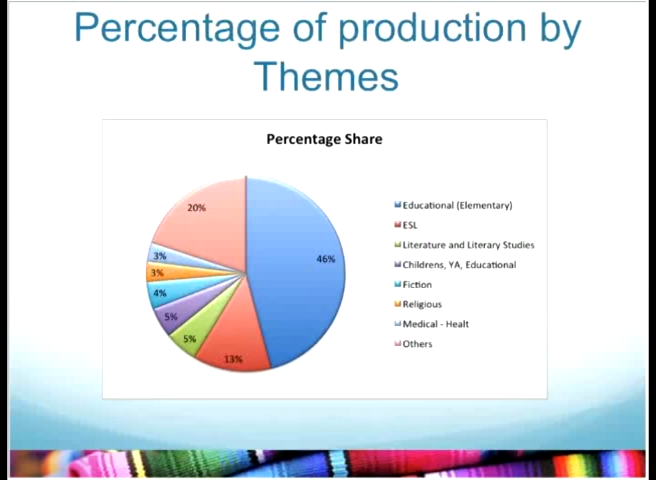 Percentage of production by
Themes
Percentage Share
20%
46%
3%
3%
4%
5%
5%
13%
Educational (Elementary)
ESL
Literature and Literary Studies
Childrens, YA, Educational
Fiction
Religious
Medical - Healt
Others